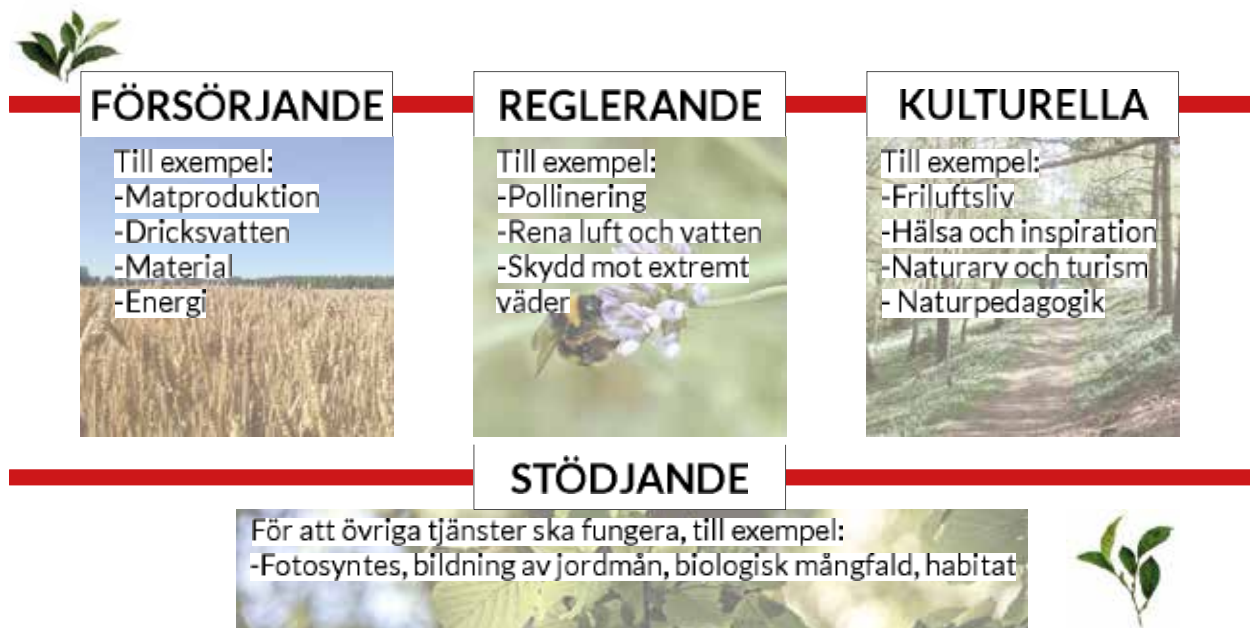 FÖRSÖRJANDE
Till exempel:
-Matproduktion
-Dricksvatten
-Material
-Energi
REGLERANDE
Till exempel:
-Pollinering
-Rena luft och vatten
-Skydd mot extremt
väder
KULTURELLA
Till exempel:
-Friluftsliv
-Hälsa och inspiration
-Naturarv och turism
- Naturpedagogik
STÖDJANDE
För att övriga tjänster ska fungera, till exempel:
-Fotosyntes, bildning av jordmån, biologisk mångfald, habitat